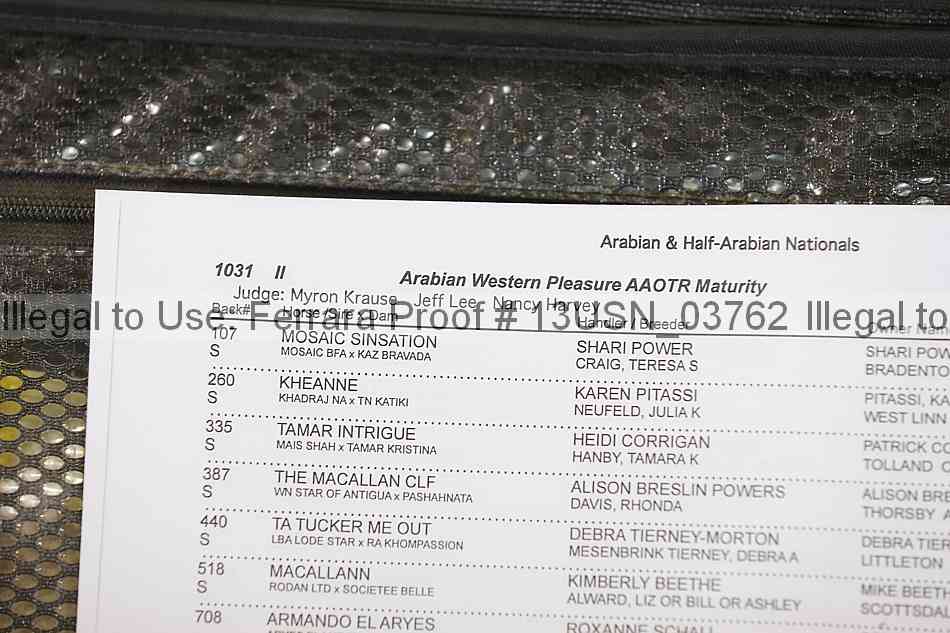 Arabian & Half-Arabian Nationals
1031 II Arabian Western Pleasure AAOTR Maturity
Judge: Myron Krause Jeff Lee Nancy Harvey
Illegal to Use, Ferrara Proof # 13USN_03762 Illegal to
Back# Horse /Sire x Dam Handler / Breeder Owner Nam
107 MOSAIC SINSATION SHARI POWER SHARI POW
S MOSAIC BFA x KAZ BRAVADA CRAIG, TERESA S BRADENTO
260 KHEANNE KAREN PITASSI PITASSI, KA
S KHADRAJ NA x TN KATIKI NEUFELD, JULIA K WEST LINN
335 TAMAR INTRIGUE HEIDI CORRIGAN PATRICK CO
S MAIS SHAH x TAMAR KRISTINA HANBY, TAMARA K TOLLAND C
387 THE MACALLAN CLF ALISON BRESLIN POWERS ALISON BRE
S WN STAR OF ANTIGUA x PASHAHNATA DAVIS, RHONDA THORSBY A
440 TA TUCKER ME OUT DEBRA TIERNEY-MORTON DEBRA TIER
S LBA LODE STAR x RA KHOMPASSION MESENBRINK TIERNEY, DEBRA A LITTLETON
518 MACALLANN KIMBERLY BEETHE MIKE BEETH
S RODAN LTD x SOCIETEE BELLE ALWARD, LIZ OR BILL OR ASHLEY SCOTTSDAL
708 ARMANDO EL ARYES ROXANNE SCHALL